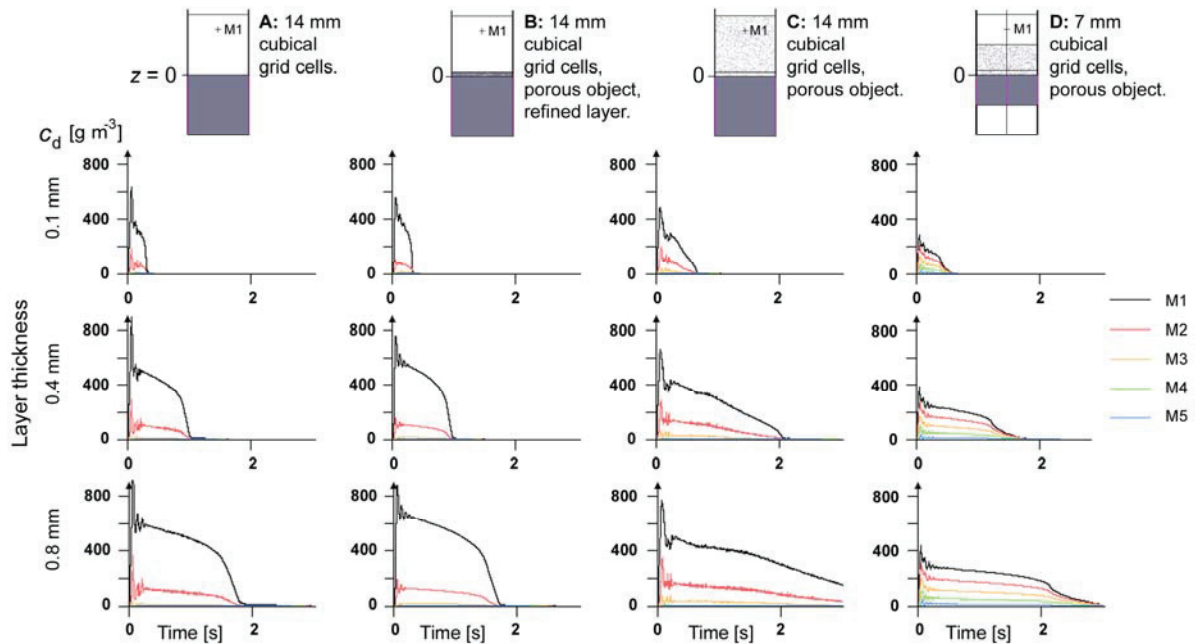 A: 14 mm
cubical
grid cells.
+ M1
z = 0
B: 14 mm
cubical
grid cells,
porous object,
refined layer.
+ M1
0
C: 14 mm
cubical
grid cells,
porous object.
+M1
0
D: 7 mm
cubical
grid cells,
porous object.
M1
0
c_d [g m⁻³]
Layer thickness
0.1 mm
800
400
0
0
2
800
400
0
0
2
800
400
0
0
2
800
400
0
0
2
0.4 mm
800
400
0
0
2
800
400
0
0
2
800
400
0
0
2
800
400
0
0
2
0.8 mm
800
400
0
0
2
Time [s]
800
400
0
0
2
Time [s]
800
400
0
0
2
Time [s]
800
400
0
0
2
Time [s]
M1
M2
M3
M4
M5